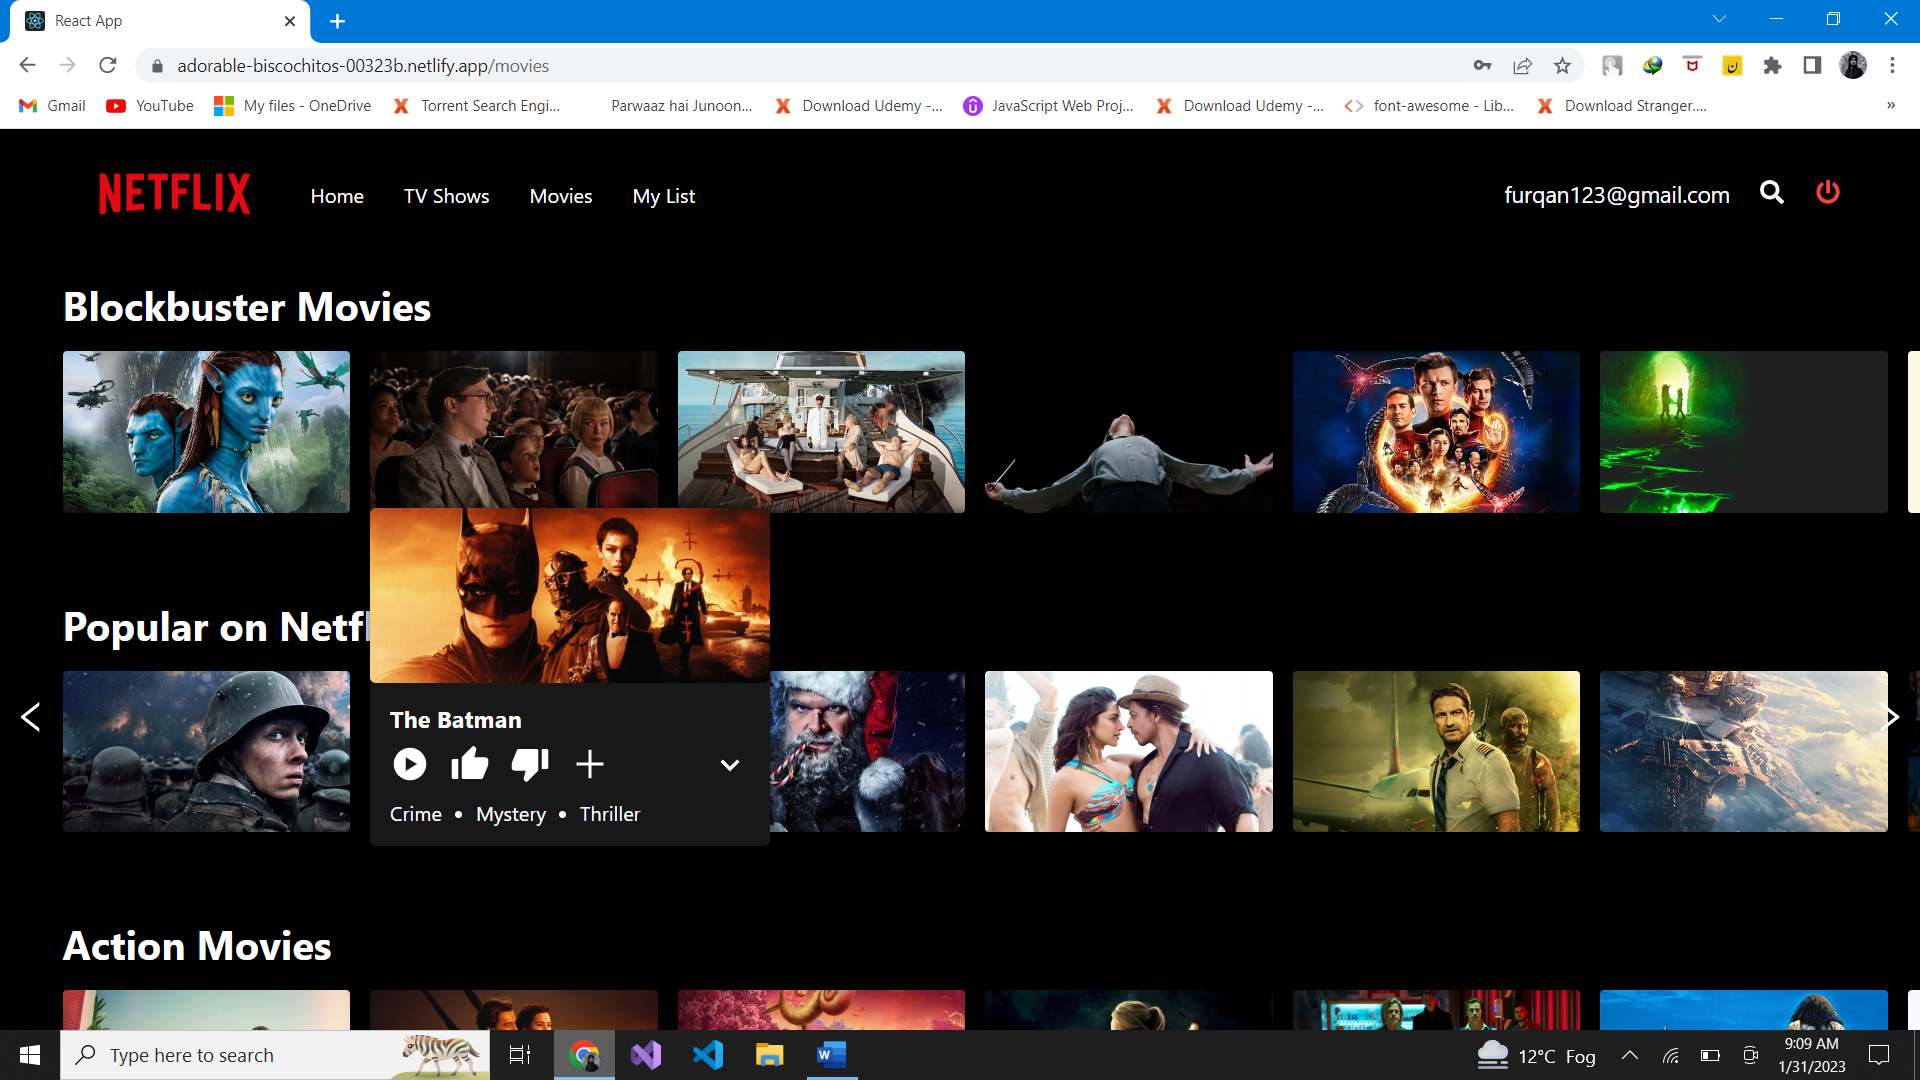 React App
adorable-biscochitos-00323b.netlify.app/movies
Gmail YouTube My files - OneDrive Torrent Search Engi... Parwaaz hai Junoon... Download Udemy -... JavaScript Web Proj... Download Udemy -... font-awesome - Lib... Download Stranger.... »
NETFLIX Home TV Shows Movies My List furqan123@gmail.com
Blockbuster Movies
Popular on Netfl
The Batman
Crime • Mystery • Thriller
Action Movies
Type here to search
12°C Fog
9:09 AM
1/31/2023